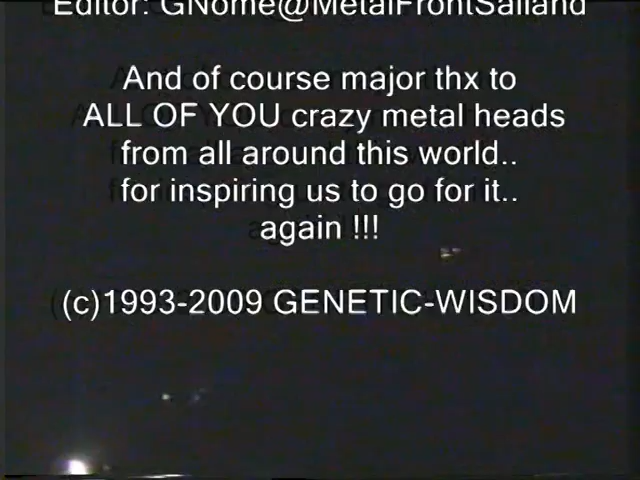 Editor: GNome@MetalFrontSalland
And of course major thx to
ALL OF YOU crazy metal heads
from all around this world..
for inspiring us to go for it..
again !!!
(c)1993-2009 GENETIC-WISDOM